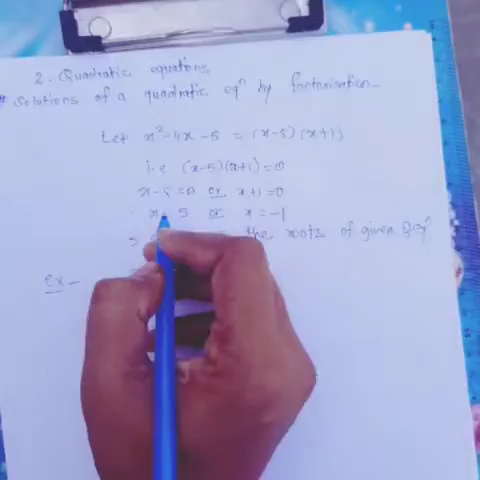 2. Quadratic equations
# Solutions of a quadratic eqⁿ by factorisation -
Let x²-4x-5 = (x-5)(x+1)
i.e (x-5)(x+1)=0
x-5=0 or x+1=0
x= 5 or x=-1
5 the roots of given Q.eqⁿ
Ex -